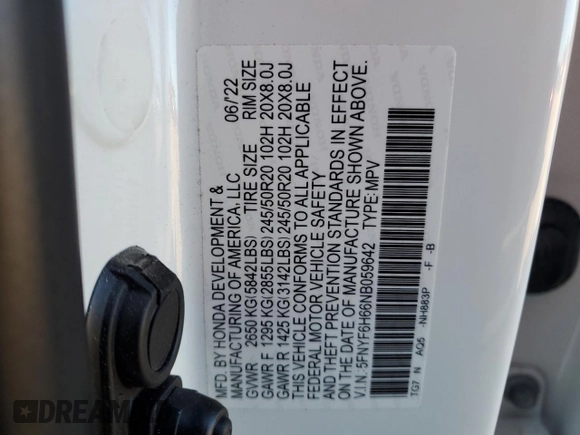 MFD. BY HONDA DEVELOPMENT &
MANUFACTURING OF AMERICA, LLC 06/'22
GVWR 2650 KG(5842LBS) TIRE SIZE RIM SIZE
GAWR F 1295 KG(2855LBS) 245/50R20 102H 20X8.0J
GAWR R 1425 KG(3142LBS) 245/50R20 102H 20X8.0J
THIS VEHICLE CONFORMS TO ALL APPLICABLE
FEDERAL MOTOR VEHICLE SAFETY
AND THEFT PREVENTION STANDARDS IN EFFECT
ON THE DATE OF MANUFACTURE SHOWN ABOVE.
V.I.N.: 5FNYF6H66NB059642 TYPE: MPV
TG7 N AQ5 -NH883P -F -B